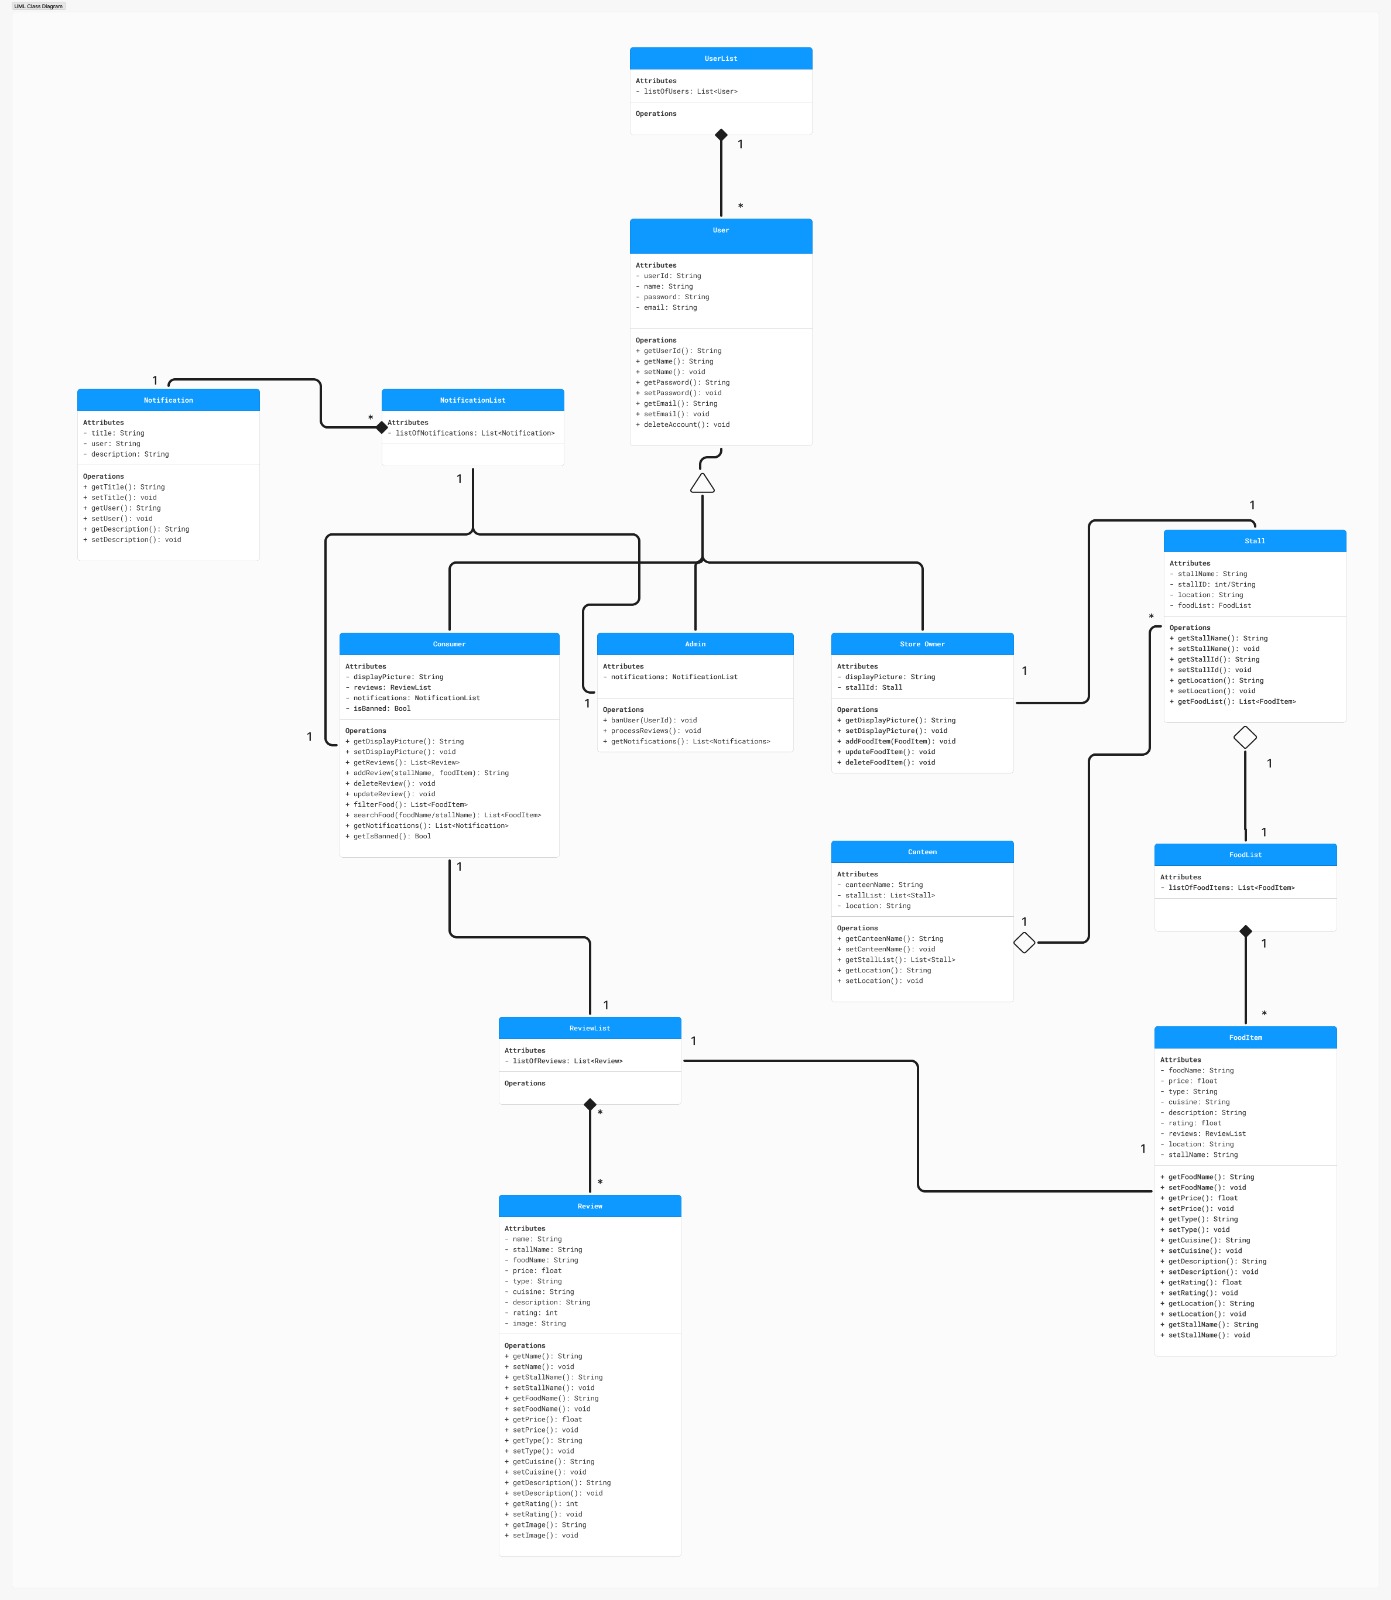 UML Class Diagram
UserList
Attributes
- listOfUsers: List<User>
Operations
1
*
User
Attributes
- userId: String
- name: String
- password: String
- email: String
Operations
+ getUserId(): String
+ getName(): String
+ setName(): void
+ getPassword(): String
+ setPassword(): void
+ getEmail(): String
+ setEmail(): void
+ deleteAccount(): void
1
Notification
Attributes
- title: String
- user: String
- description: String
Operations
+ getTitle(): String
+ setTitle(): void
+ getUser(): String
+ setUser(): void
+ getDescription(): String
+ setDescription(): void
*
NotificationList
Attributes
- listOfNotifications: List<Notification>
1
1
1
Consumer
Attributes
- displayPicture: String
- reviews: ReviewList
- notifications: NotificationList
- isBanned: Bool
Operations
+ getDisplayPicture(): String
+ setDisplayPicture(): void
+ getReviews(): List<Review>
+ addReview(stallName, foodItem): String
+ deleteReview(): void
+ updateReview(): void
+ filterFood(): List<FoodItem>
+ searchFood(foodName/stallName): List<FoodItem>
+ getNotifications(): List<Notification>
+ getIsBanned(): Bool
1
Admin
Attributes
- notifications: NotificationList
Operations
+ banUser(UserId): void
+ processReviews(): void
+ getNotifications(): List<Notifications>
Store Owner
Attributes
- displayPicture: String
- stallId: Stall
Operations
+ getDisplayPicture(): String
+ setDisplayPicture(): void
+ addFoodItem(FoodItem): void
+ updateFoodItem(): void
+ deleteFoodItem(): void
1
1
Stall
Attributes
- stallName: String
- stallID: int/String
- location: String
- foodList: FoodList
Operations
+ getStallName(): String
+ setStallName(): void
+ getStallId(): String
+ setStallId(): void
+ getLocation(): String
+ setLocation(): void
+ getFoodList(): List<FoodItem>
*
1
1
Canteen
Attributes
- canteenName: String
- stallList: List<Stall>
- location: String
Operations
+ getCanteenName(): String
+ setCanteenName(): void
+ getStallList(): List<Stall>
+ getLocation(): String
+ setLocation(): void
1
FoodList
Attributes
- listOfFoodItems: List<FoodItem>
1
*
1
ReviewList
Attributes
- listOfReviews: List<Review>
Operations
1
*
*
Review
Attributes
- name: String
- stallName: String
- foodName: String
- price: float
- type: String
- cuisine: String
- description: String
- rating: int
- image: String
Operations
+ getName(): String
+ setName(): void
+ getStallName(): String
+ setStallName(): void
+ getFoodName(): String
+ setFoodName(): void
+ getPrice(): float
+ setPrice(): void
+ getType(): String
+ setType(): void
+ getCuisine(): String
+ setCuisine(): void
+ getDescription(): String
+ setDescription(): void
+ getRating(): int
+ setRating(): void
+ getImage(): String
+ setImage(): void
1
FoodItem
Attributes
- foodName: String
- price: float
- type: String
- cuisine: String
- description: String
- rating: float
- reviews: ReviewList
- location: String
- stallName: String
+ getFoodName(): String
+ setFoodName(): void
+ getPrice(): float
+ setPrice(): void
+ getType(): String
+ setType(): void
+ getCuisine(): String
+ setCuisine(): void
+ getDescription(): String
+ setDescription(): void
+ getRating(): float
+ setRating(): void
+ getLocation(): String
+ setLocation(): void
+ getStallName(): String
+ setStallName(): void